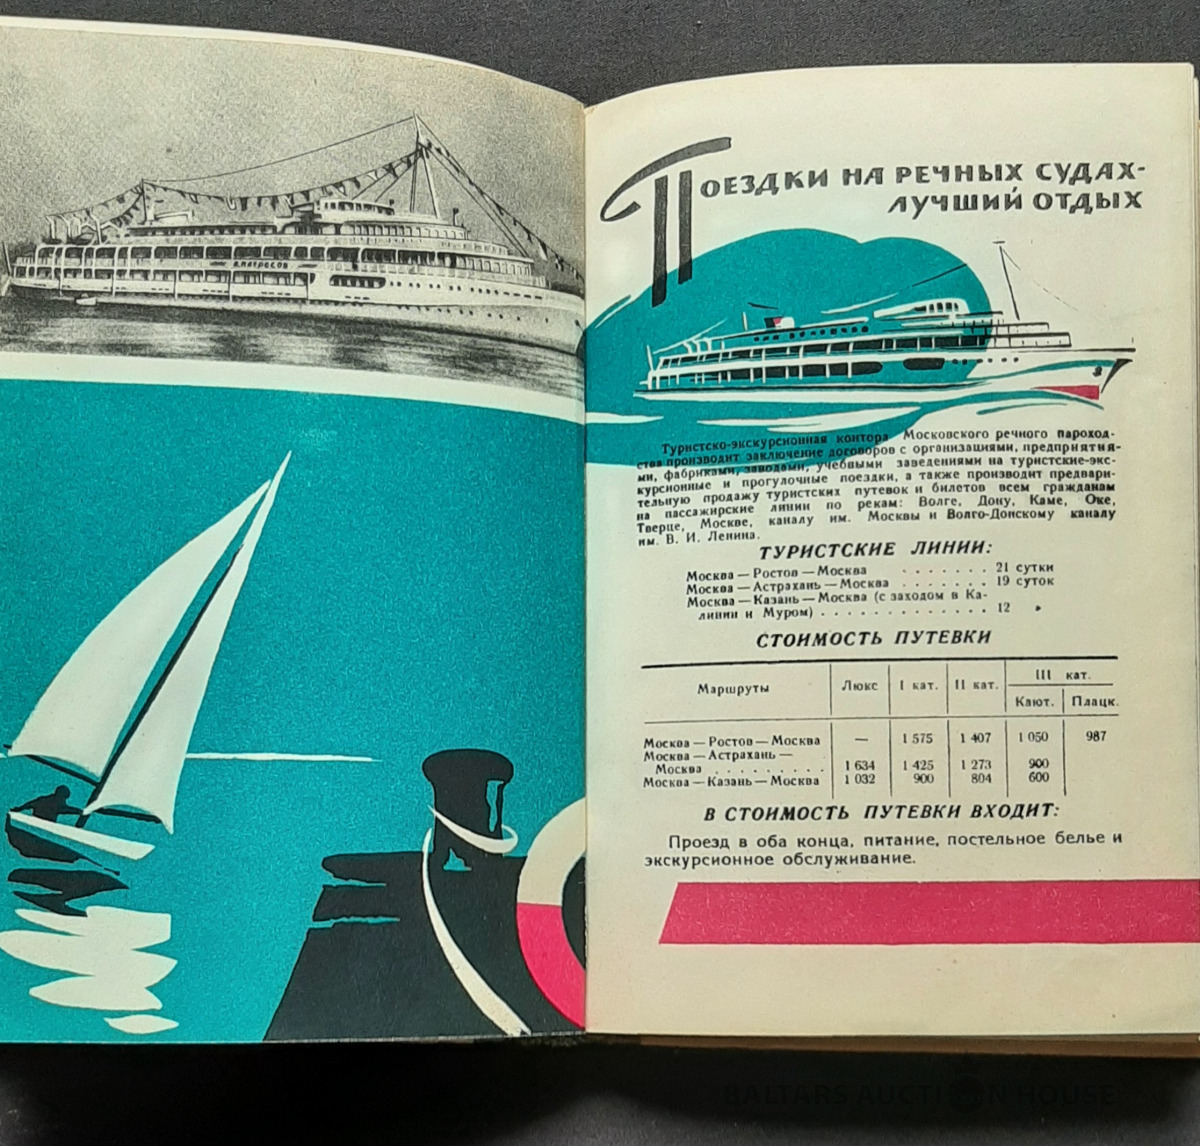 А.МАТРОСОВ
ПОЕЗДКИ НА РЕЧНЫХ СУДАХ-
ЛУЧШИЙ ОТДЫХ
Туристско-экскурсионная контора Московского речного пароход-
ства производит заключение договоров с организациями, предприятия-
ми, фабриками, заводами, учебными заведениями на туристские-экс-
курсионные и прогулочные поездки, а также производит предвари-
тельную продажу туристских путевок и билетов всем гражданам
на пассажирские линии по рекам: Волге, Дону, Каме, Оке,
Тверце, Москве, каналу им. Москвы и Волго-Донскому каналу
им. В. И. Ленина.
ТУРИСТСКИЕ ЛИНИИ:
Москва — Ростов — Москва . . . . . . . 21 сутки
Москва — Астрахань — Москва . . . . . . . 19 суток
Москва — Казань — Москва (с заходом в Ка-
линин и Муром) . . . . . . . . . . . . . . 12 »
СТОИМОСТЬ ПУТЕВКИ
Маршруты Люкс I кат. II кат. III кат.
Кают. Плацк.
Москва — Ростов — Москва — 1 575 1 407 1 050 987
Москва — Астрахань —
Москва . . . . . . . . . 1 634 1 425 1 273 900
Москва — Казань — Москва 1 032 900 804 600
В СТОИМОСТЬ ПУТЕВКИ ВХОДИТ:
Проезд в оба конца, питание, постельное белье и
экскурсионное обслуживание.
BALTARS AUCTION HOUSE